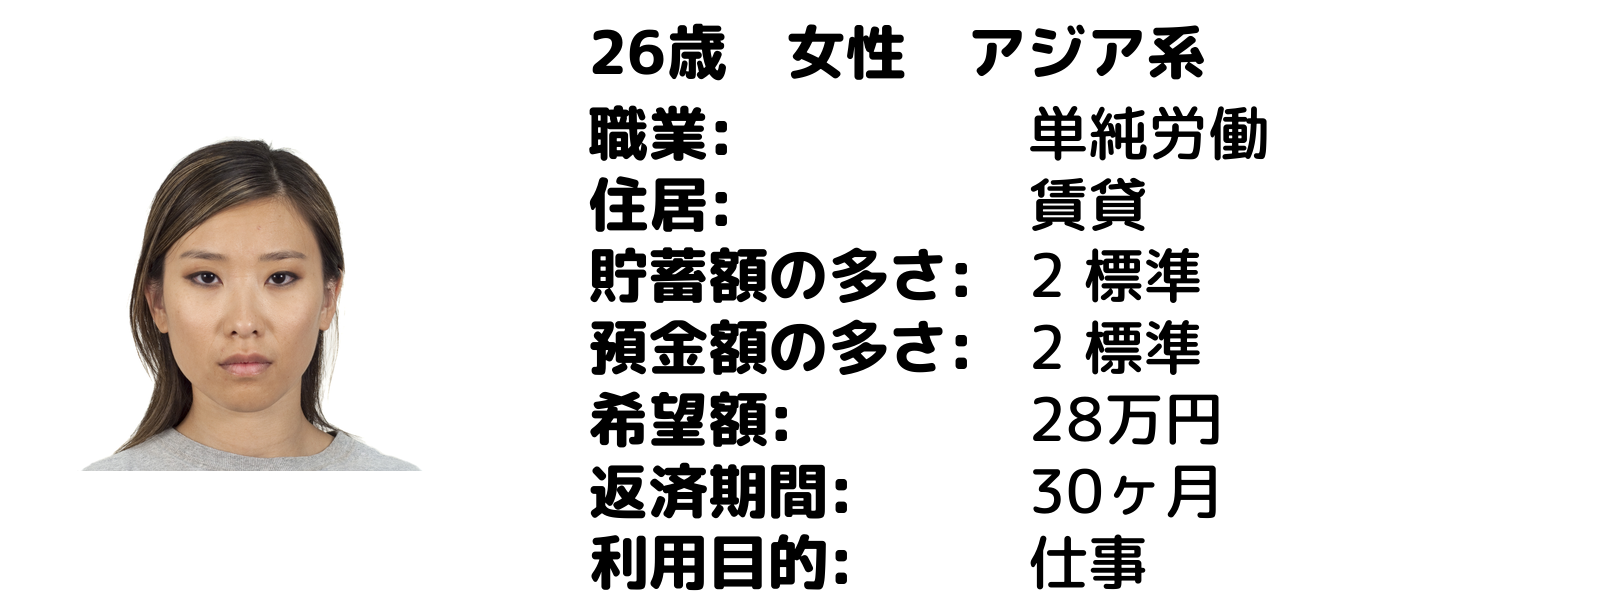 26歳　女性　アジア系
職業: 単純労働
住居: 賃貸
貯蓄額の多さ: 2 標準
預金額の多さ: 2 標準
希望額: 28万円
返済期間: 30ヶ月
利用目的: 仕事